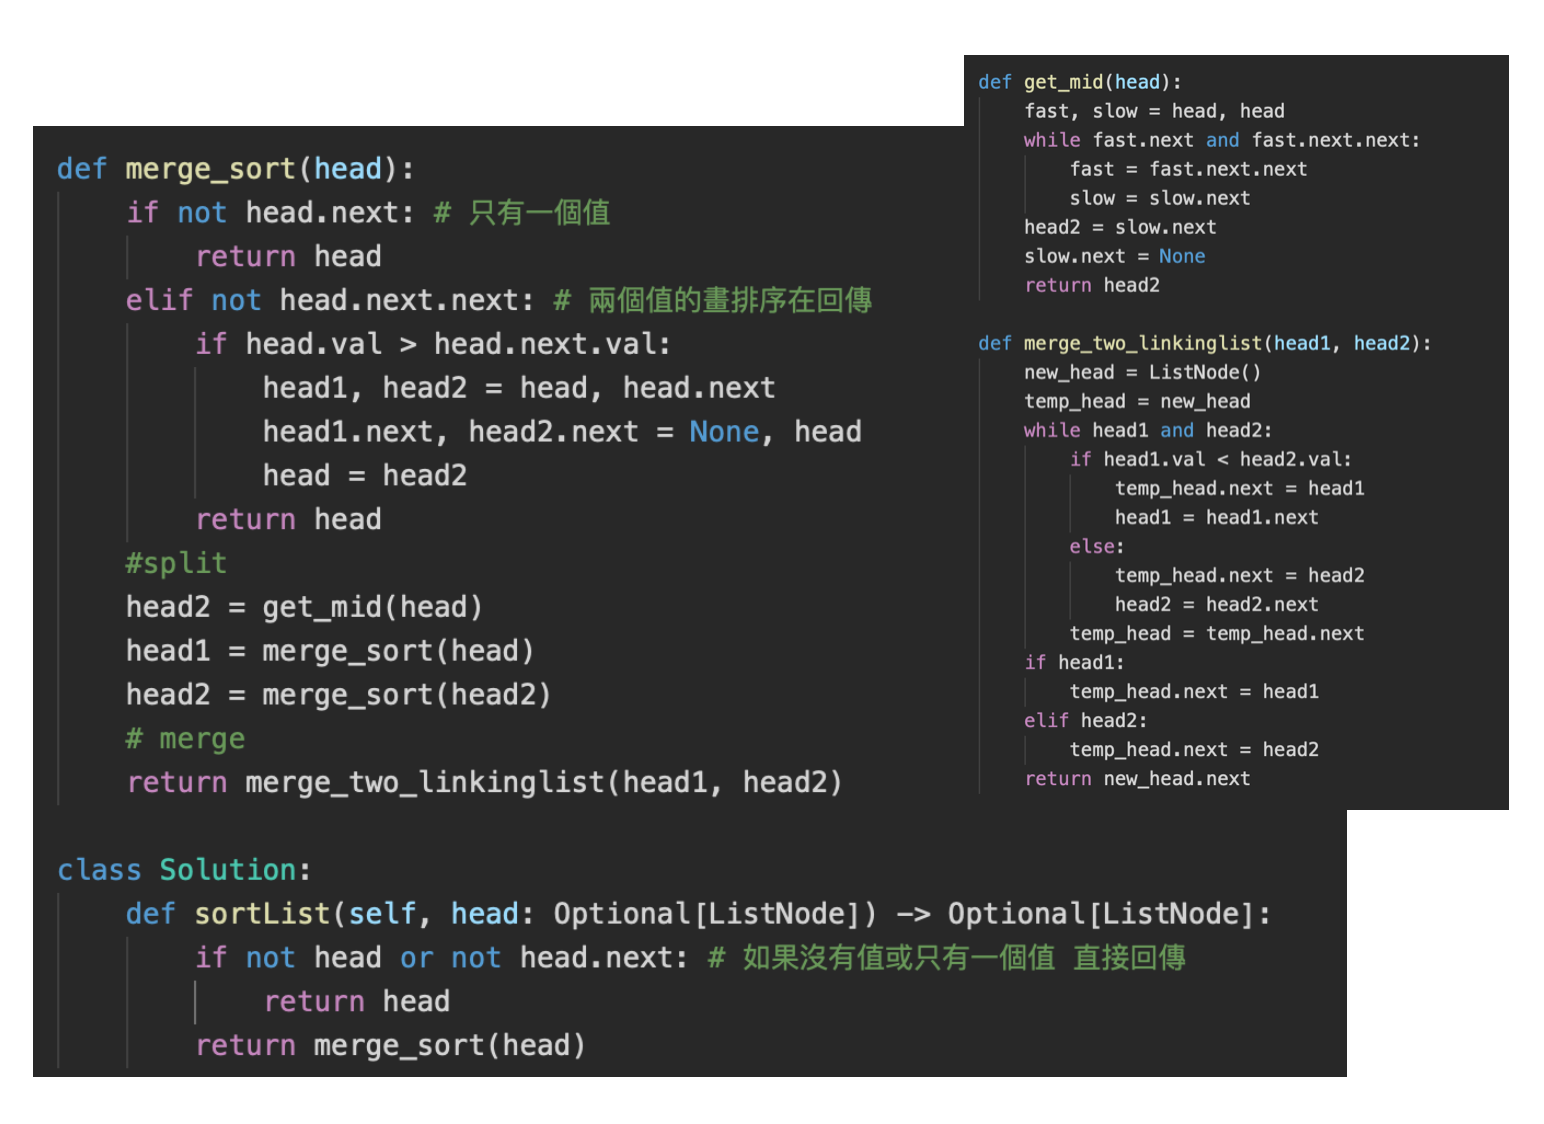 def merge_sort(head):
    if not head.next: # 只有一個值
        return head
    elif not head.next.next: # 兩個值的畫排序在回傳
        if head.val > head.next.val:
            head1, head2 = head, head.next
            head1.next, head2.next = None, head
            head = head2
        return head
    #split
    head2 = get_mid(head)
    head1 = merge_sort(head)
    head2 = merge_sort(head2)
    # merge
    return merge_two_linkinglist(head1, head2)
class Solution:
    def sortList(self, head: Optional[ListNode]) -> Optional[ListNode]:
        if not head or not head.next: # 如果沒有值或只有一個值 直接回傳
            return head
        return merge_sort(head)
def get_mid(head):
    fast, slow = head, head
    while fast.next and fast.next.next:
        fast = fast.next.next
        slow = slow.next
    head2 = slow.next
    slow.next = None
    return head2
def merge_two_linkinglist(head1, head2):
    new_head = ListNode()
    temp_head = new_head
    while head1 and head2:
        if head1.val < head2.val:
            temp_head.next = head1
            head1 = head1.next
        else:
            temp_head.next = head2
            head2 = head2.next
        temp_head = temp_head.next
    if head1:
        temp_head.next = head1
    elif head2:
        temp_head.next = head2
    return new_head.next